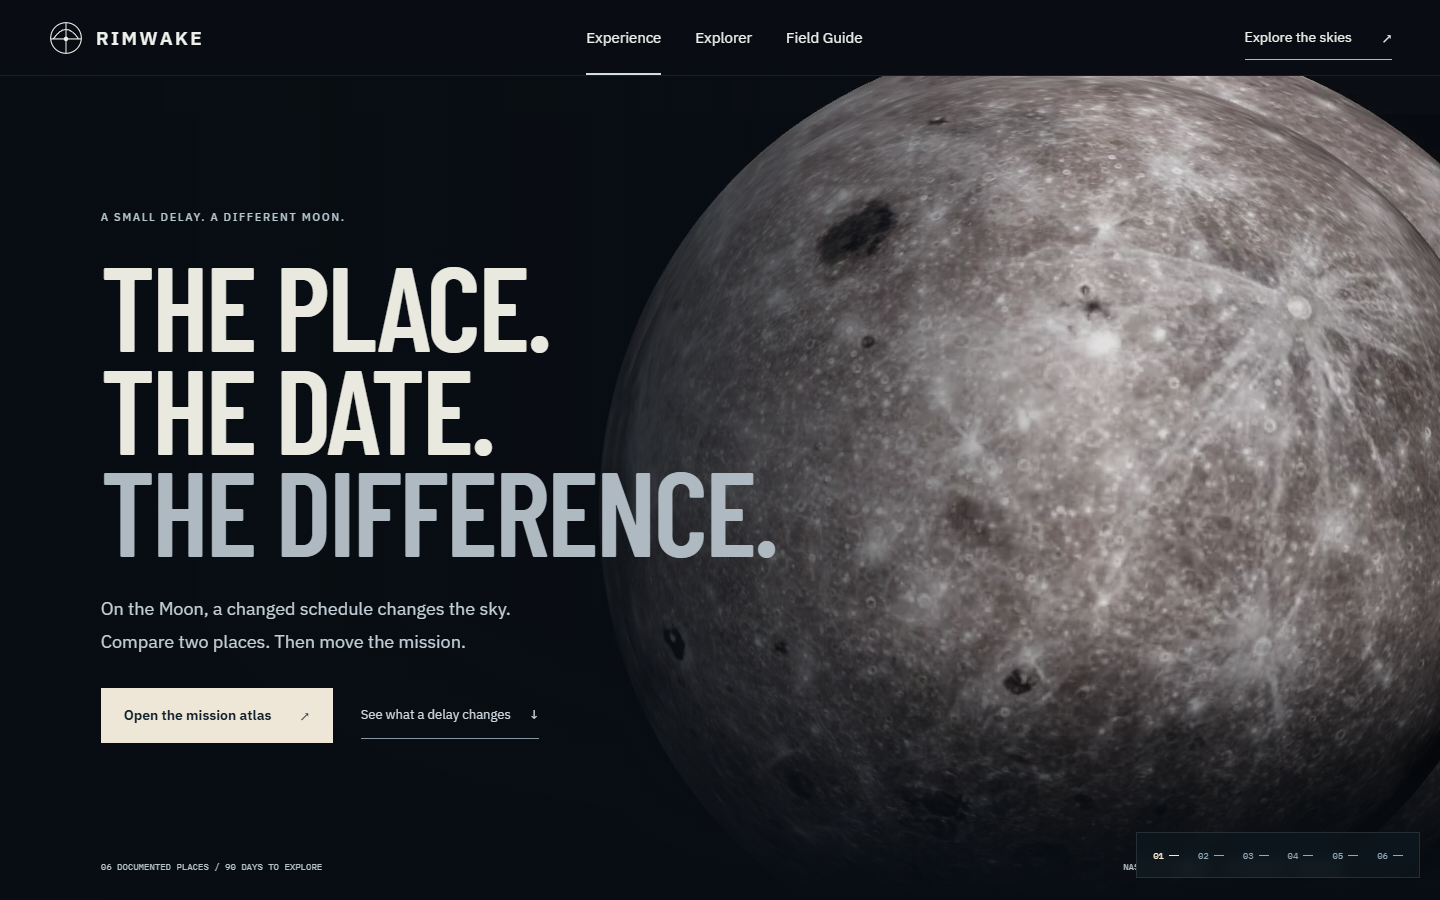 RIMWAKE
Experience
Explorer
Field Guide
Explore the skies ↗
A SMALL DELAY. A DIFFERENT MOON.
THE PLACE.
THE DATE.
THE DIFFERENCE.
On the Moon, a changed schedule changes the sky.
Compare two places. Then move the mission.
Open the mission atlas ↗
See what a delay changes ↓
06 DOCUMENTED PLACES / 90 DAYS TO EXPLORE
01 — 02 — 03 — 04 — 05 — 06 —